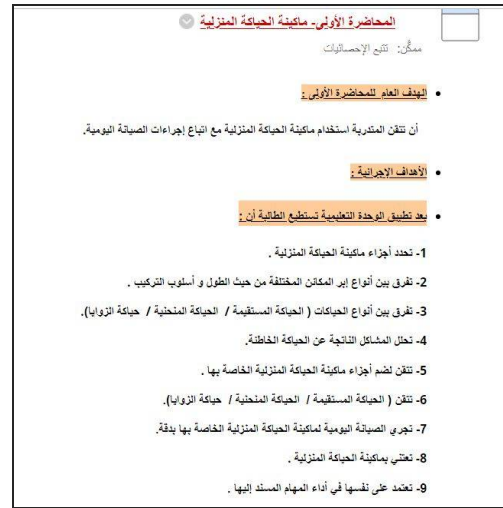 المحاضرة الأولى- ماكينة الحياكة المنزلية
ممكَّن: تتبع الإحصائيات
الهدف العام للمحاضرة الأولى :
أن تتقن المتدربة استخدام ماكينة الحياكة المنزلية مع اتباع إجراءات الصيانة اليومية.
الأهداف الإجرائية :
بعد تطبيق الوحدة التعليمية تستطيع الطالبة أن :
1- تحدد أجزاء ماكينة الحياكة المنزلية .
2- تفرق بين أنواع إبر المكائن المختلفة من حيث الطول و أسلوب التركيب .
3- تفرق بين أنواع الحياكات ( الحياكة المستقيمة / الحياكة المنحنية / حياكة الزوايا).
4- تحلل المشاكل الناتجة عن الحياكة الخاطئة.
5- تتقن لضم أجزاء ماكينة الحياكة المنزلية الخاصة بها .
6- تتقن ( الحياكة المستقيمة / الحياكة المنحنية / حياكة الزوايا).
7- تجري الصيانة اليومية لماكينة الحياكة المنزلية الخاصة بها بدقة.
8- تعتني بماكينة الحياكة المنزلية .
9- تعتمد على نفسها في أداء المهام المسند إليها .